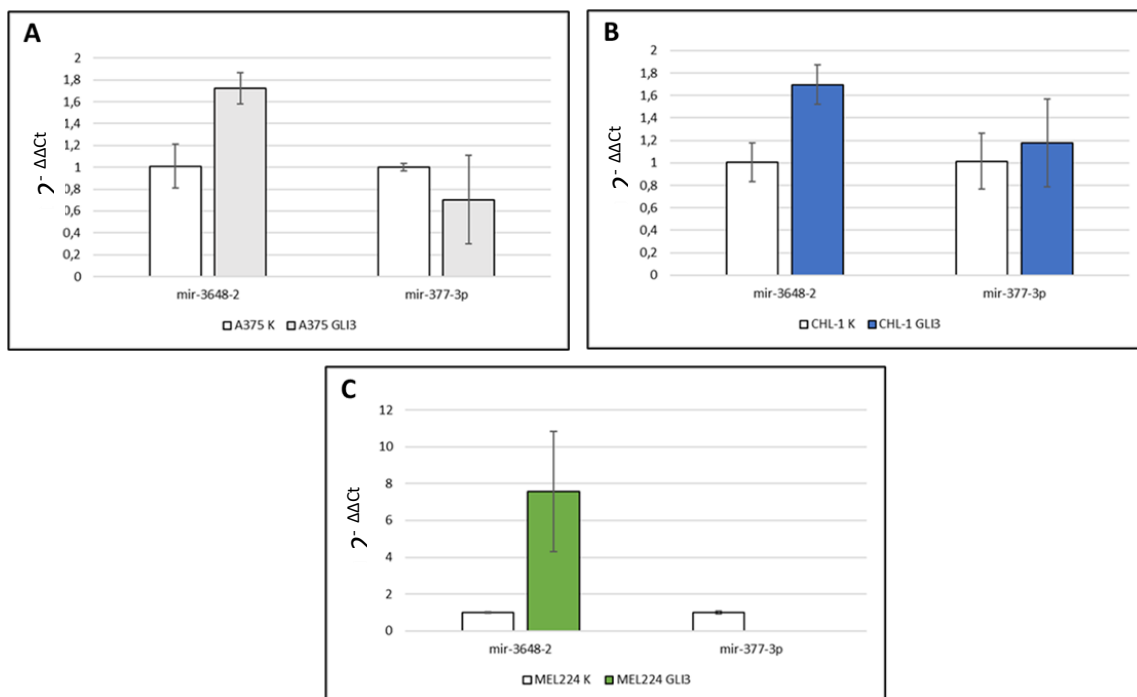 A
2⁻ ΔΔCt
2
1,8
1,6
1,4
1,2
1
0,8
0,6
0,4
0,2
0
mir-3648-2 mir-377-3p
A375 K A375 GLI3
B
2⁻ ΔΔCt
2
1,8
1,6
1,4
1,2
1
0,8
0,6
0,4
0,2
0
mir-3648-2 mir-377-3p
CHL-1 K CHL-1 GLI3
C
2⁻ ΔΔCt
12
10
8
6
4
2
0
mir-3648-2 mir-377-3p
MEL224 K MEL224 GLI3